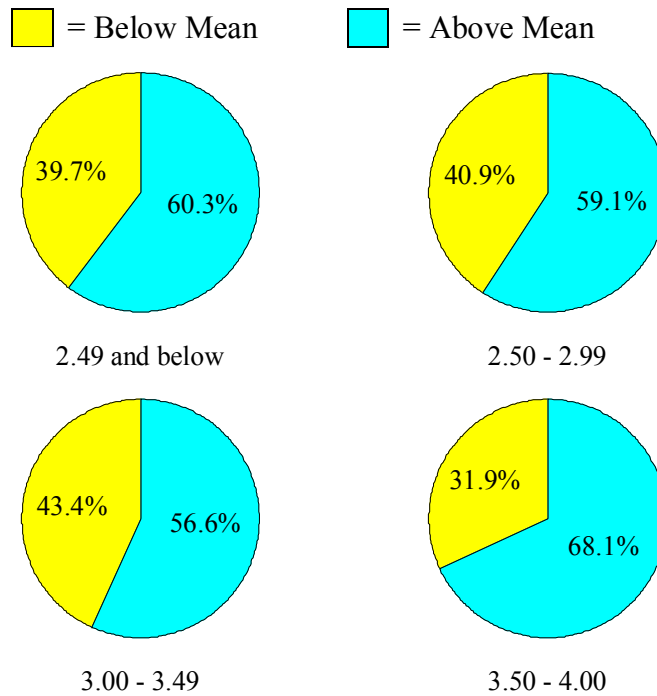 = Below Mean
= Above Mean
39.7%
60.3%
40.9%
59.1%
2.49 and below
2.50 - 2.99
43.4%
56.6%
31.9%
68.1%
3.00 - 3.49
3.50 - 4.00